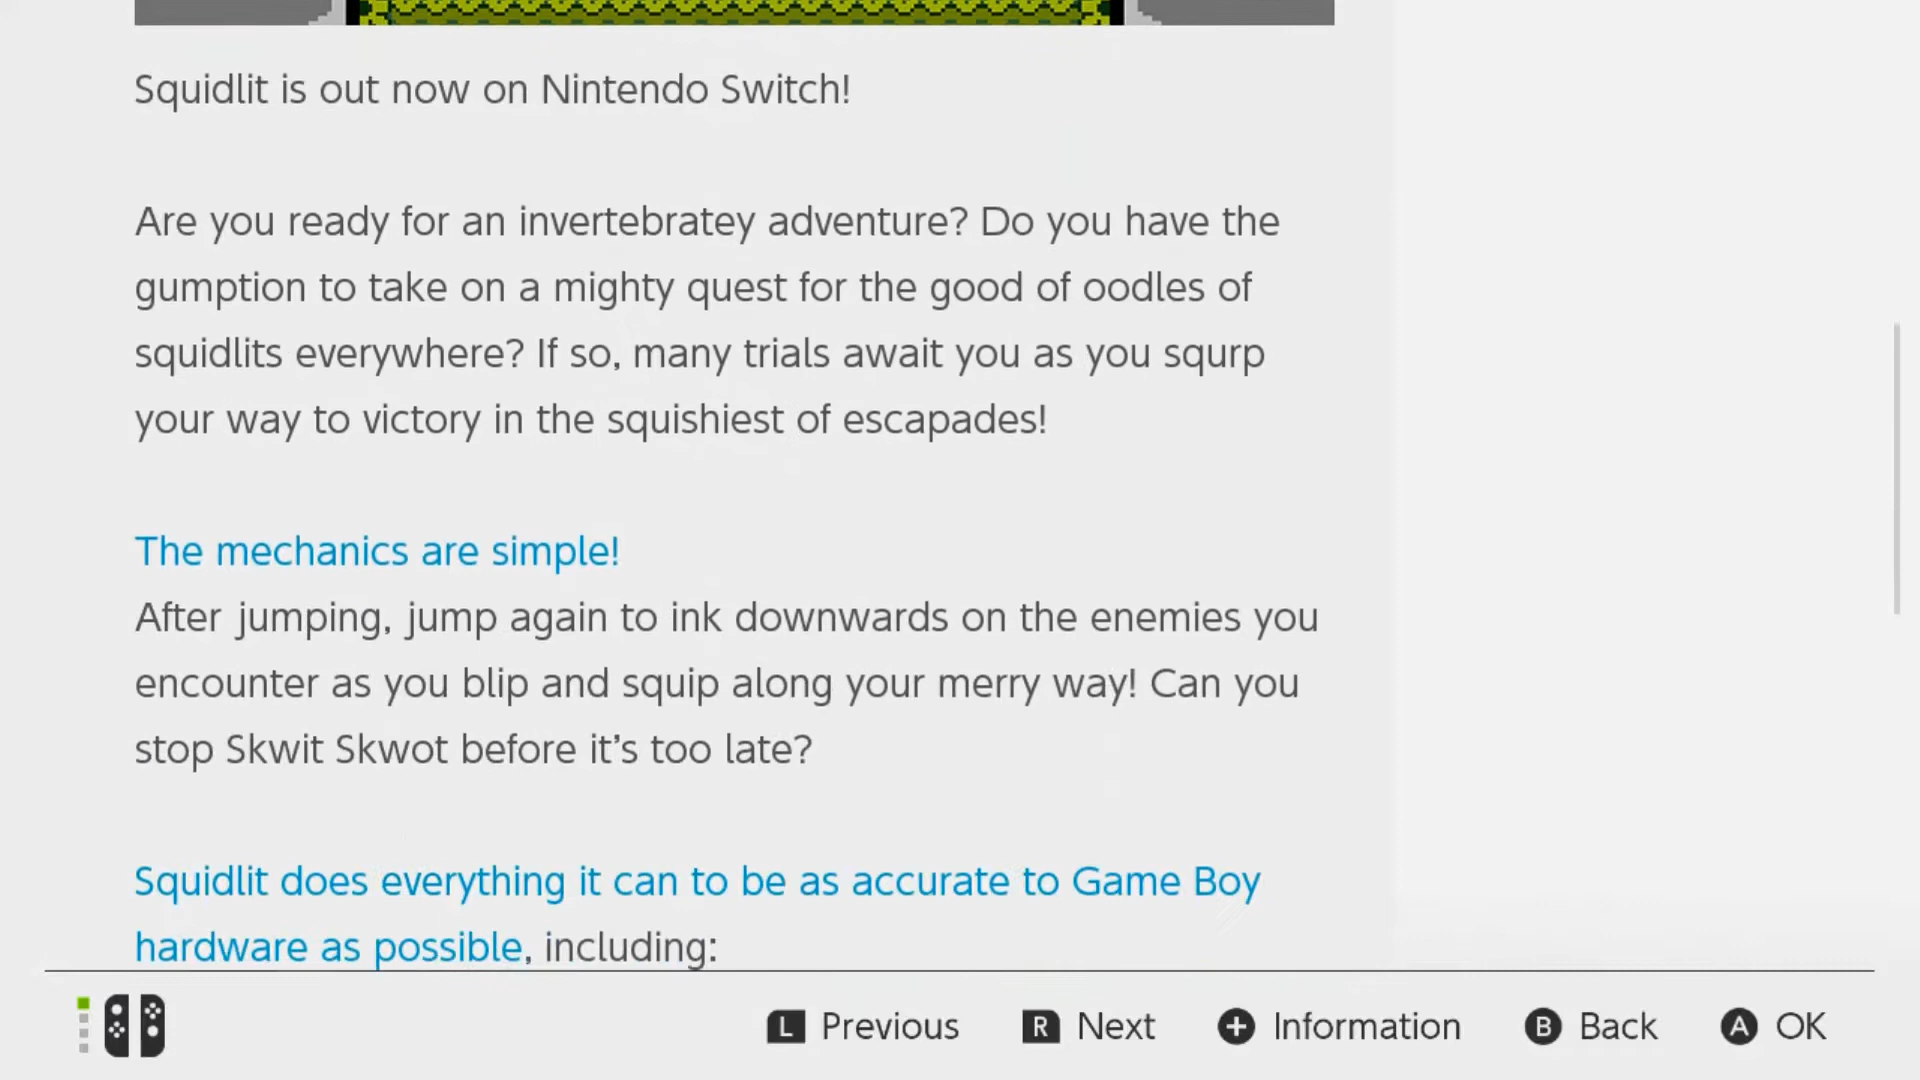 Squidlit is out now on Nintendo Switch!
Are you ready for an invertebratey adventure? Do you have the
gumption to take on a mighty quest for the good of oodles of
squidlits everywhere? If so, many trials await you as you squrp
your way to victory in the squishiest of escapades!
The mechanics are simple!
After jumping, jump again to ink downwards on the enemies you
encounter as you blip and squip along your merry way! Can you
stop Skwit Skwot before it’s too late?
Squidlit does everything it can to be as accurate to Game Boy
hardware as possible, including:
L Previous R Next + Information B Back A OK